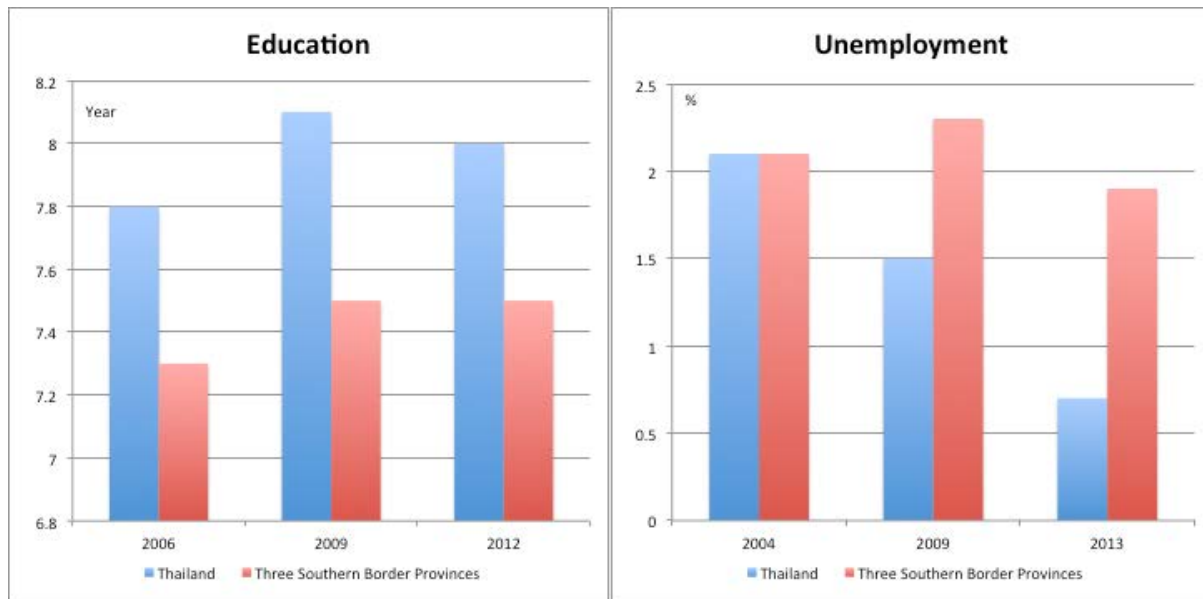 Education
8.2
Year
8
7.8
7.6
7.4
7.2
7
6.8
2006 2009 2012
Thailand Three Southern Border Provinces
Unemployment
2.5
%
2
1.5
1
0.5
0
2004 2009 2013
Thailand Three Southern Border Provinces